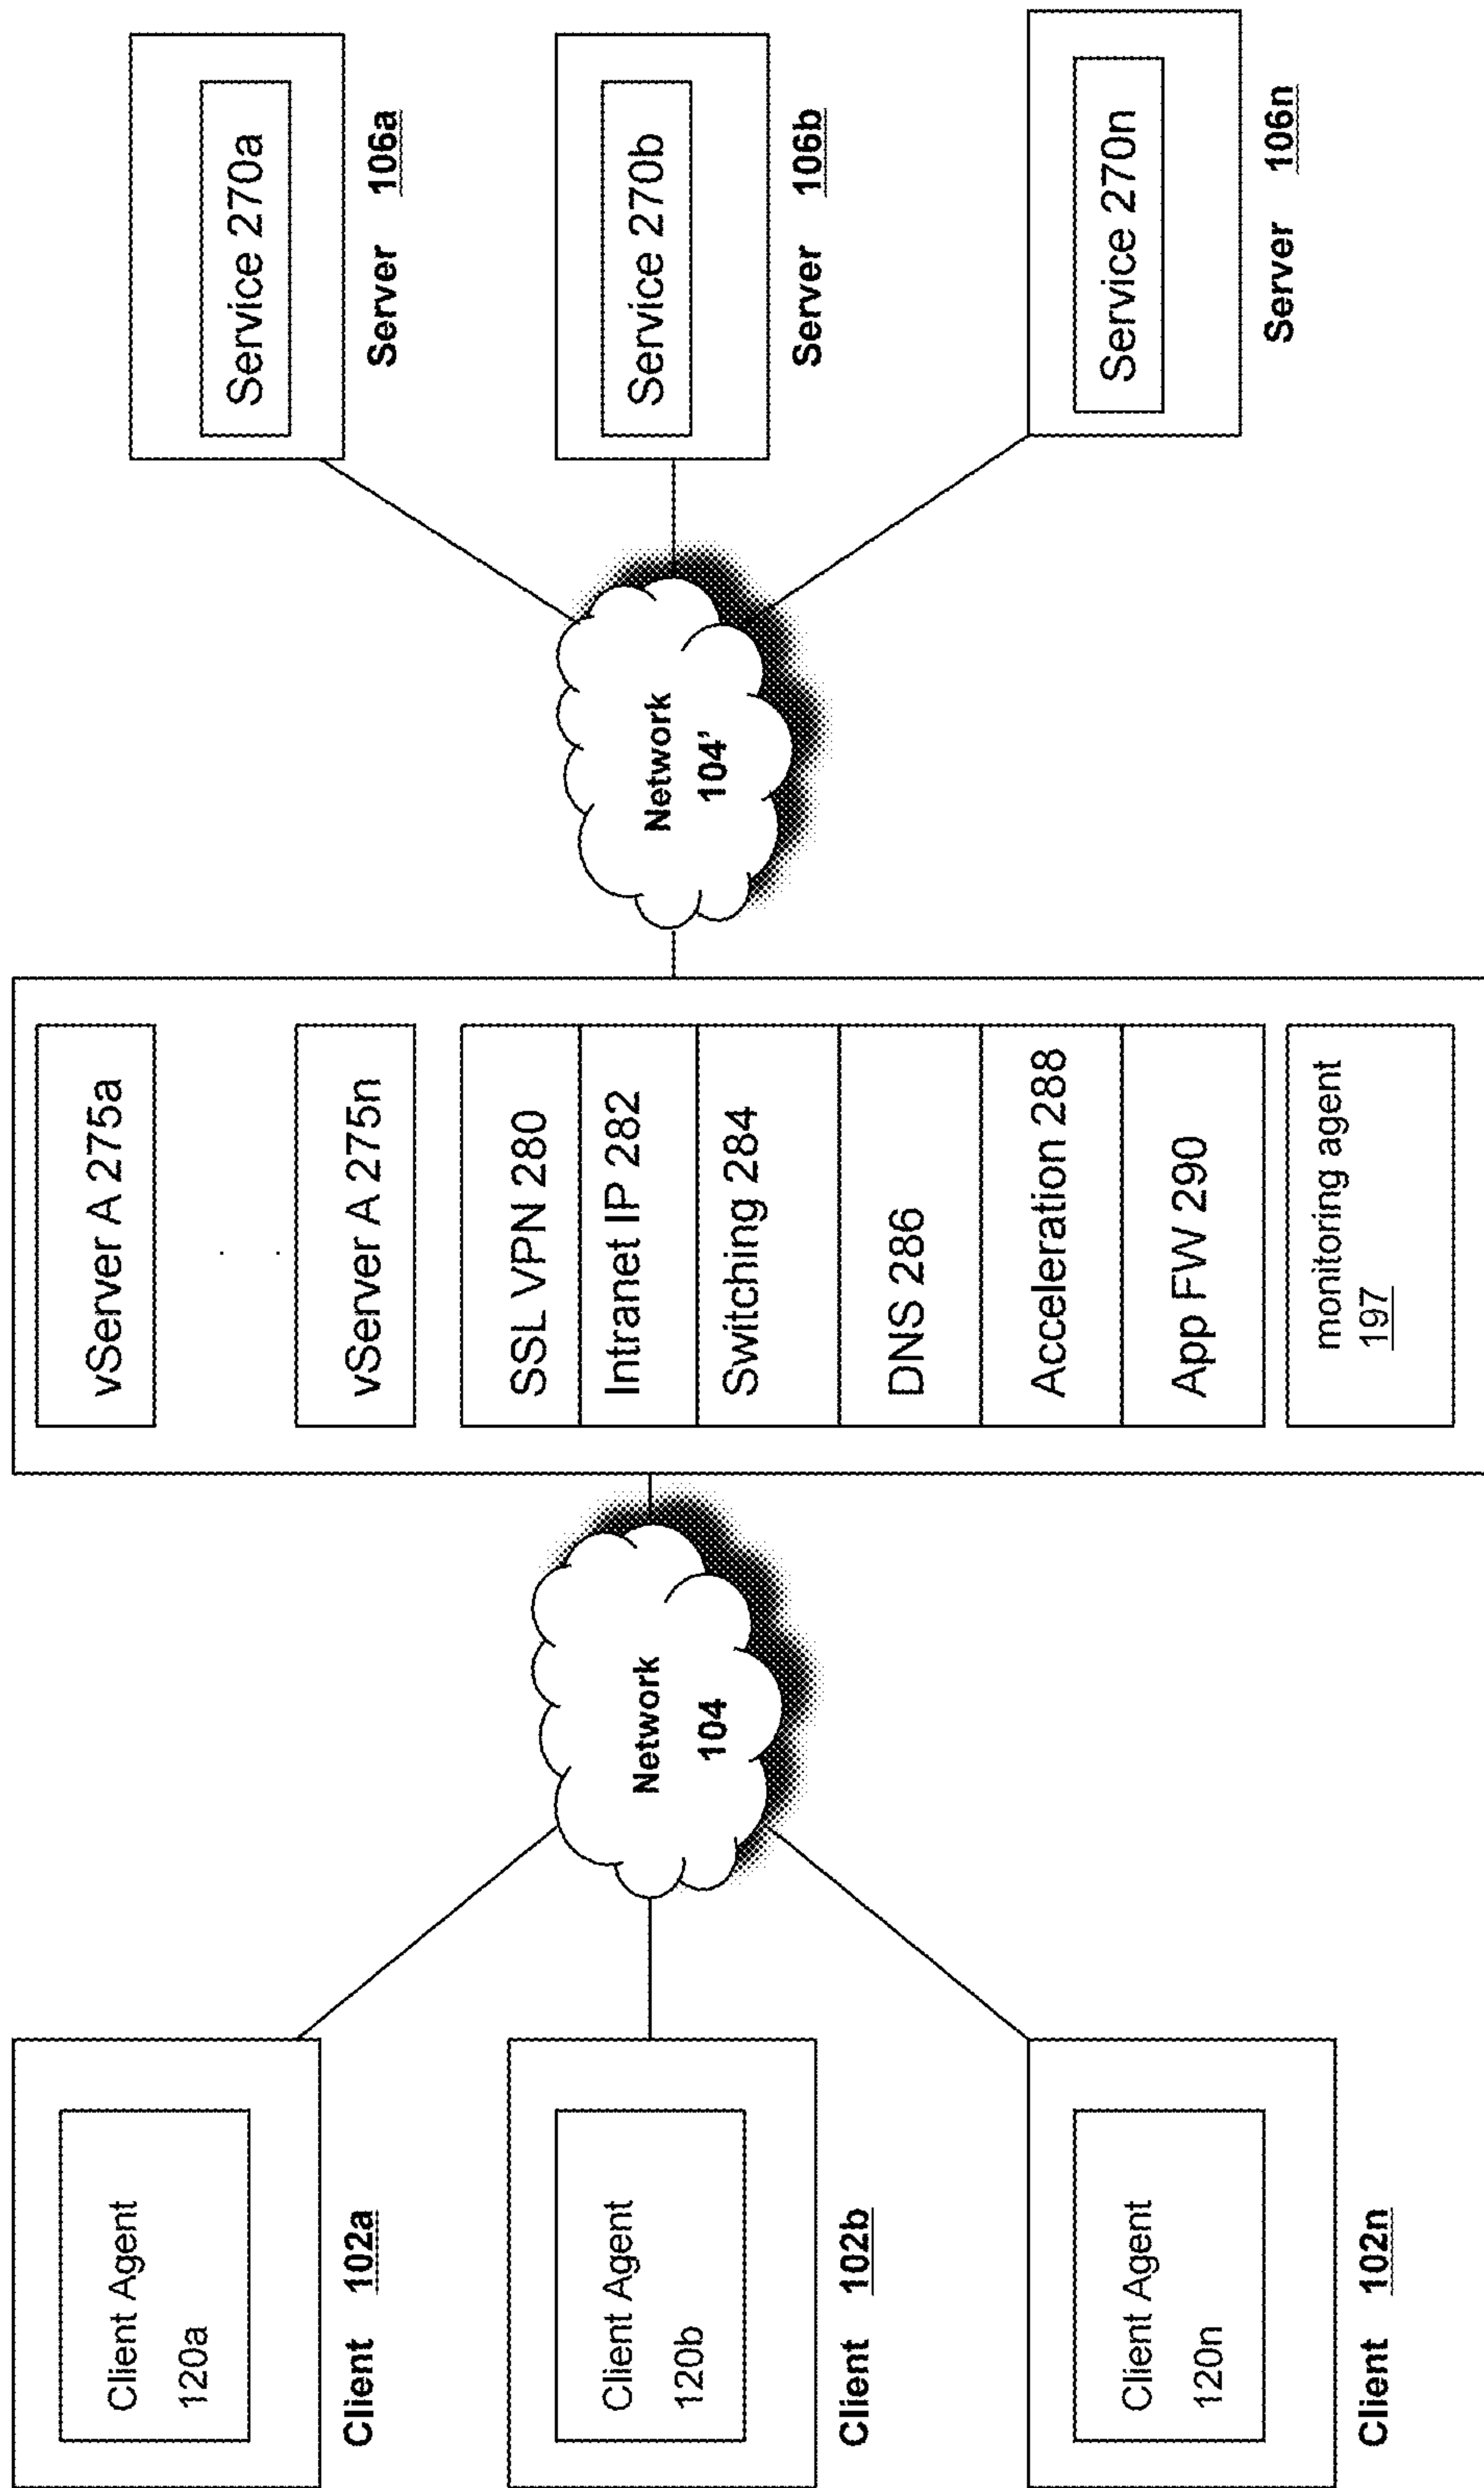 Client Agent
120a
Client 102a
Client Agent
120b
Client 102b
Client Agent
120n
Client 102n
Network
104
vServer A 275a
vServer A 275n
SSL VPN 280
Intranet IP 282
Switching 284
DNS 286
Acceleration 288
App FW 290
monitoring agent
197
Network
104'
Service 270a
Server 106a
Service 270b
Server 106b
Service 270n
Server 106n